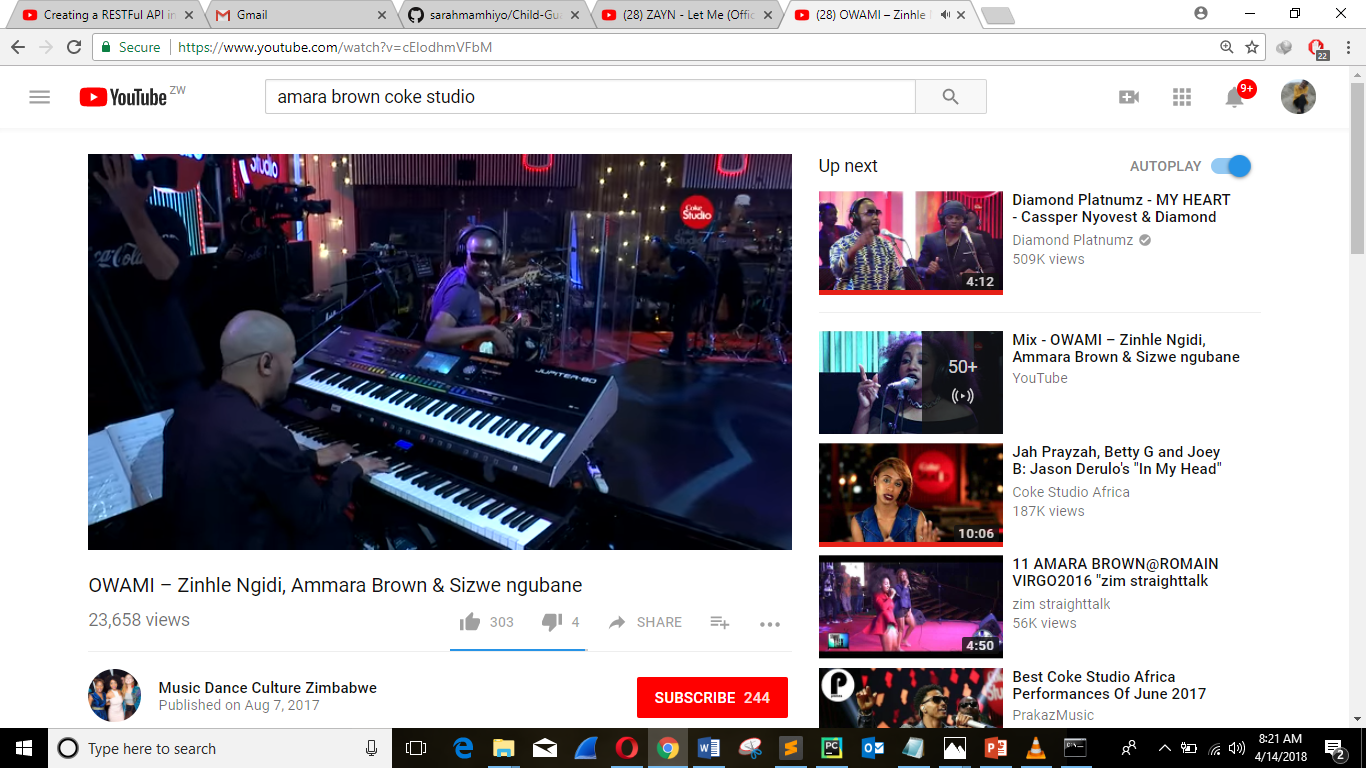 Creating a RESTFul API in
Gmail
sarahmamhiyo/Child-Gua
(28) ZAYN - Let Me (Offic
(28) OWAMI – Zinhle
Secure
https://www.youtube.com/watch?v=cEIodhmVFbM
22
YouTube ZW
amara brown coke studio
9+
Studio
Coke Studio
Coca-Cola
JUPITER-80
OWAMI – Zinhle Ngidi, Ammara Brown & Sizwe ngubane
23,658 views
303
4
SHARE
Music Dance Culture Zimbabwe
Published on Aug 7, 2017
SUBSCRIBE 244
Up next
AUTOPLAY
Diamond Platnumz - MY HEART
- Cassper Nyovest & Diamond
Diamond Platnumz
509K views
4:12
Mix - OWAMI – Zinhle Ngidi,
Ammara Brown & Sizwe ngubane
YouTube
50+
Jah Prayzah, Betty G and Joey
B: Jason Derulo's "In My Head"
Coke Studio Africa
187K views
10:06
11 AMARA BROWN@ROMAIN
VIRGO2016 "zim straighttalk
zim straighttalk
56K views
4:50
Best Coke Studio Africa
Performances Of June 2017
PrakazMusic
Type here to search
8:21 AM
4/14/2018
2